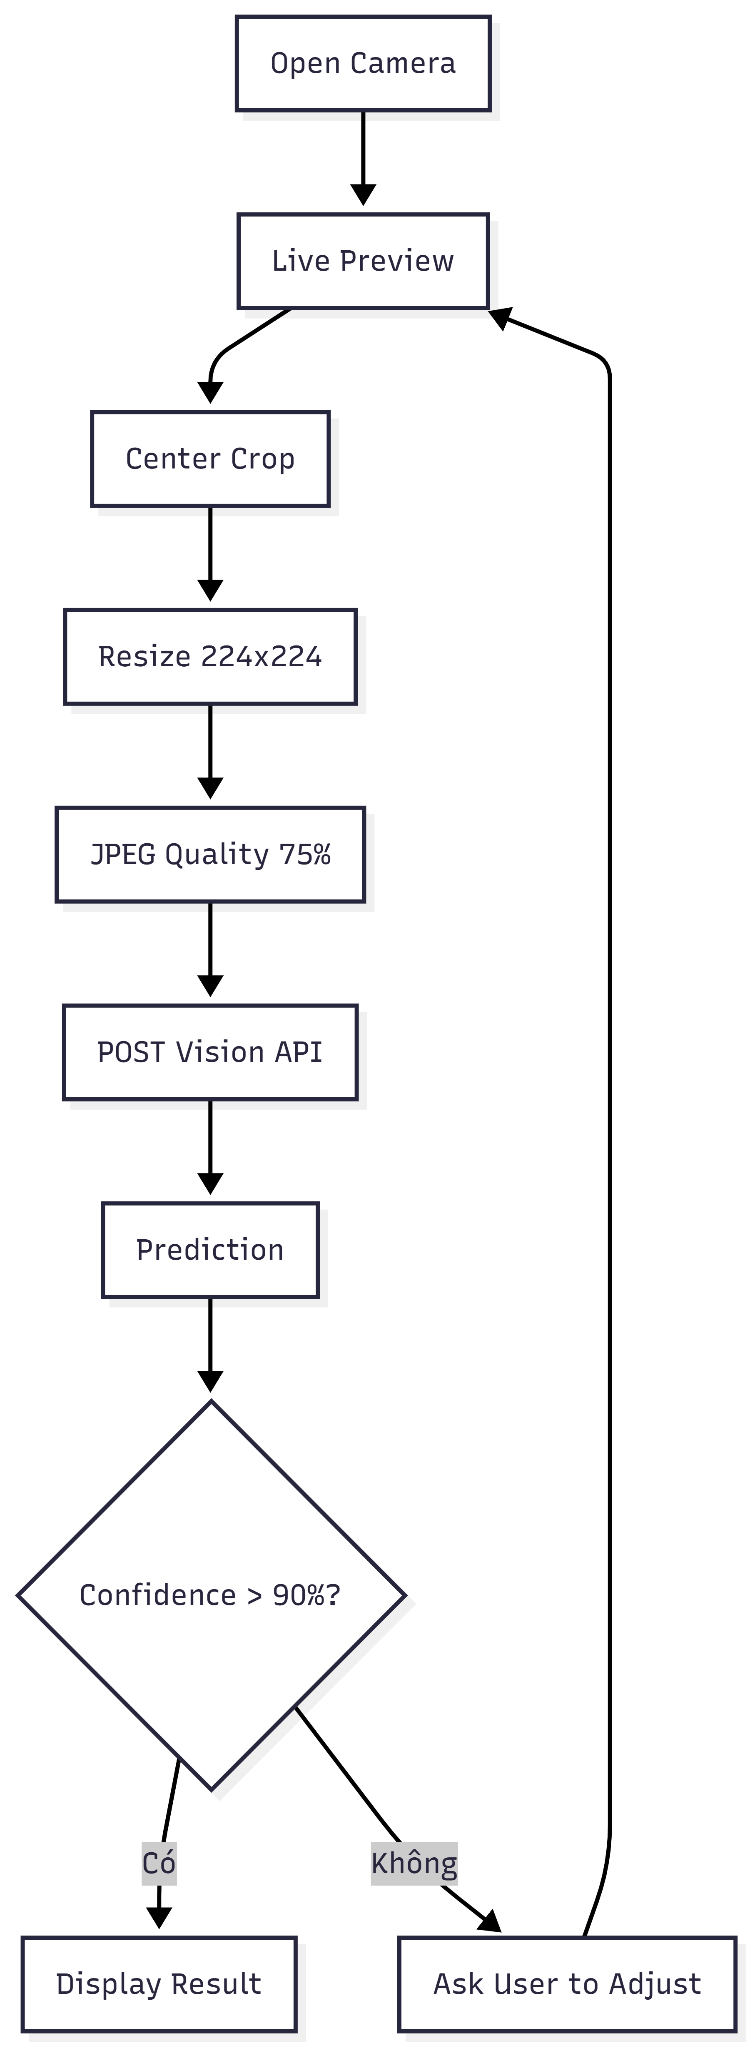 Open Camera
Live Preview
Center Crop
Resize 224x224
JPEG Quality 75%
POST Vision API
Prediction
Confidence > 90%?
Có
Không
Display Result
Ask User to Adjust